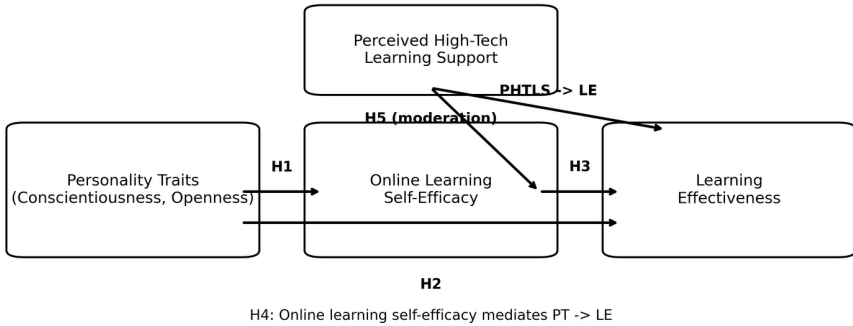 Perceived High-Tech
Learning Support
PHTLS -> LE
H5 (moderation)
H1
H3
Personality Traits
(Conscientiousness, Openness)
Online Learning
Self-Efficacy
Learning
Effectiveness
H2
H4: Online learning self-efficacy mediates PT -> LE